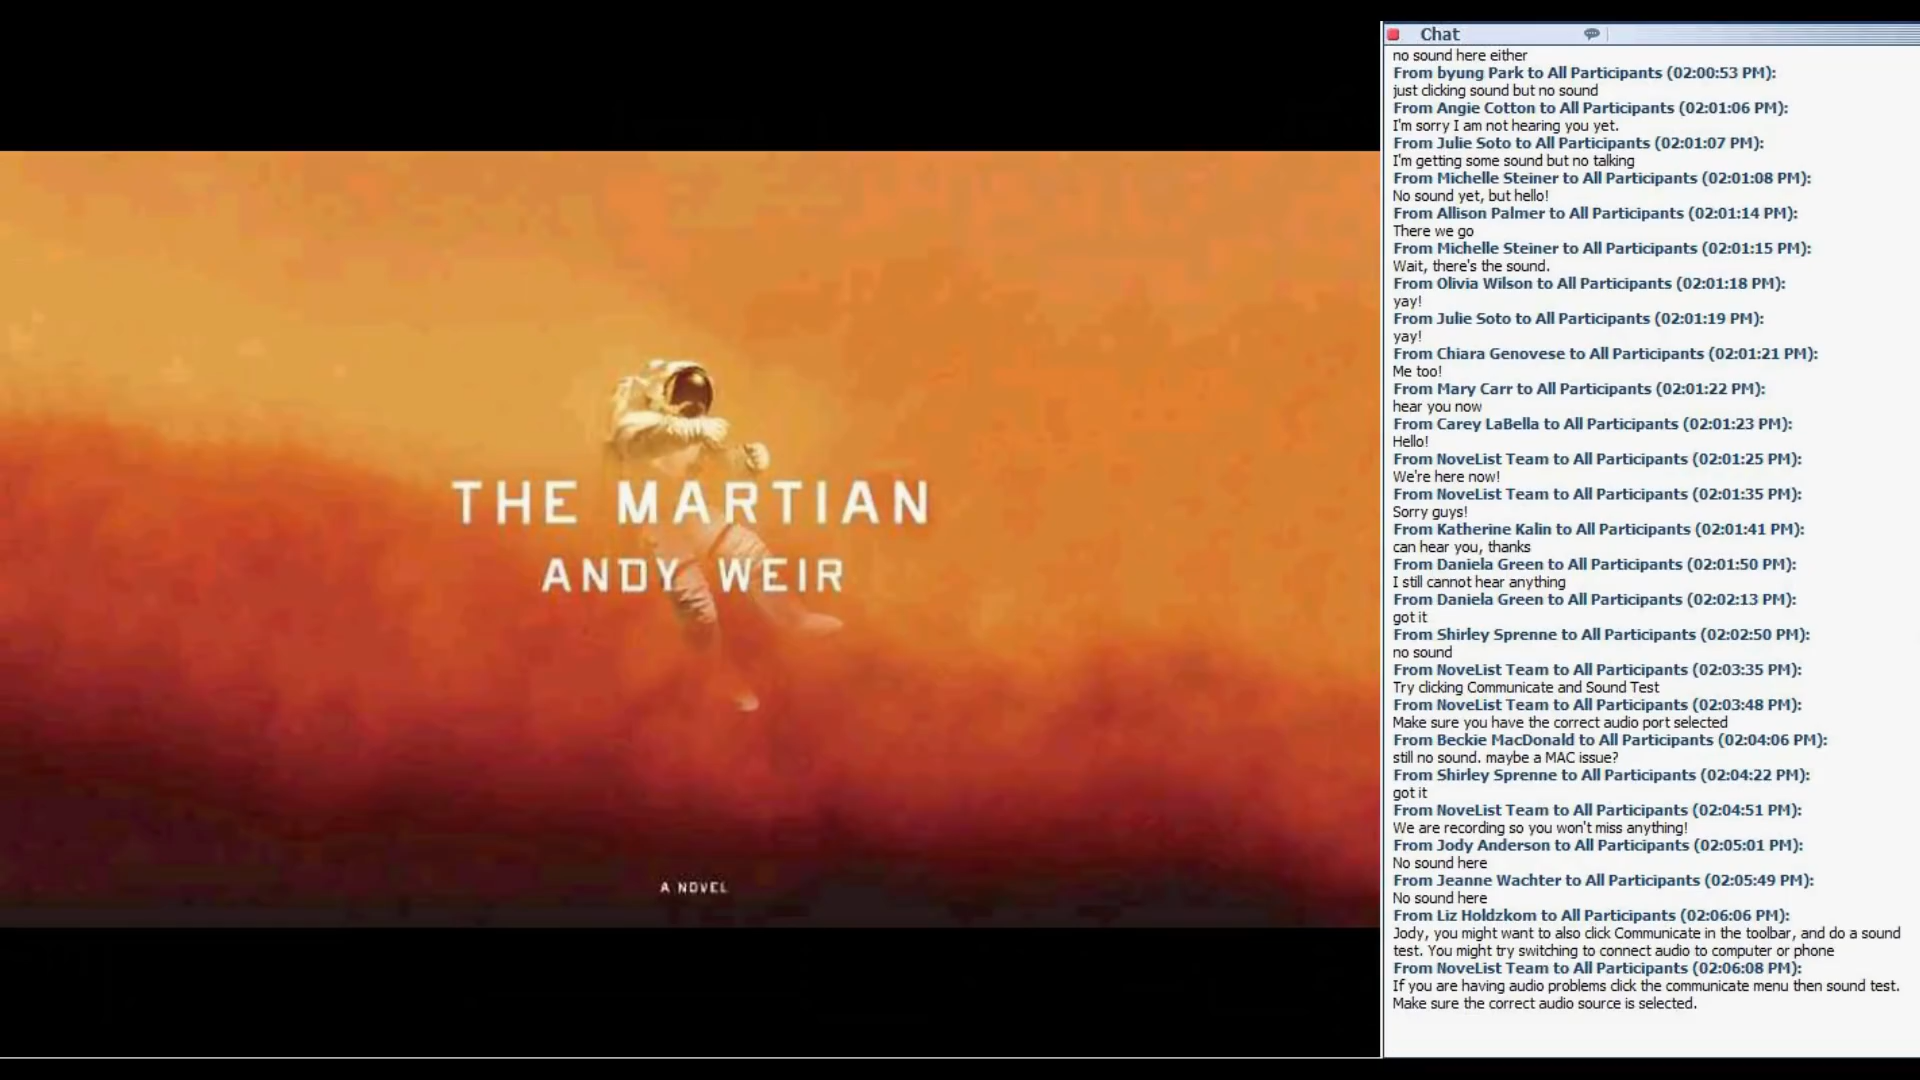 THE MARTIAN
ANDY WEIR
A NOVEL
Chat
no sound here either
From byung Park to All Participants (02:00:53 PM):
just clicking sound but no sound
From Angie Cotton to All Participants (02:01:06 PM):
I'm sorry I am not hearing you yet.
From Julie Soto to All Participants (02:01:07 PM):
I'm getting some sound but no talking
From Michelle Steiner to All Participants (02:01:08 PM):
No sound yet, but hello!
From Allison Palmer to All Participants (02:01:14 PM):
There we go
From Michelle Steiner to All Participants (02:01:15 PM):
Wait, there's the sound.
From Olivia Wilson to All Participants (02:01:18 PM):
yay!
From Julie Soto to All Participants (02:01:19 PM):
yay!
From Chiara Genovese to All Participants (02:01:21 PM):
Me too!
From Mary Carr to All Participants (02:01:22 PM):
hear you now
From Carey LaBella to All Participants (02:01:23 PM):
Hello!
From NoveList Team to All Participants (02:01:25 PM):
We're here now!
From NoveList Team to All Participants (02:01:35 PM):
Sorry guys!
From Katherine Kalin to All Participants (02:01:41 PM):
can hear you, thanks
From Daniela Green to All Participants (02:01:50 PM):
I still cannot hear anything
From Daniela Green to All Participants (02:02:13 PM):
got it
From Shirley Sprenne to All Participants (02:02:50 PM):
no sound
From NoveList Team to All Participants (02:03:35 PM):
Try clicking Communicate and Sound Test
From NoveList Team to All Participants (02:03:48 PM):
Make sure you have the correct audio port selected
From Beckie MacDonald to All Participants (02:04:06 PM):
still no sound. maybe a MAC issue?
From Shirley Sprenne to All Participants (02:04:22 PM):
got it
From NoveList Team to All Participants (02:04:51 PM):
We are recording so you won't miss anything!
From Jody Anderson to All Participants (02:05:01 PM):
No sound here
From Jeanne Wachter to All Participants (02:05:49 PM):
No sound here
From Liz Holdzkom to All Participants (02:06:06 PM):
Jody, you might want to also click Communicate in the toolbar, and do a sound
test. You might try switching to connect audio to computer or phone
From NoveList Team to All Participants (02:06:08 PM):
If you are having audio problems click the communicate menu then sound test.
Make sure the correct audio source is selected.